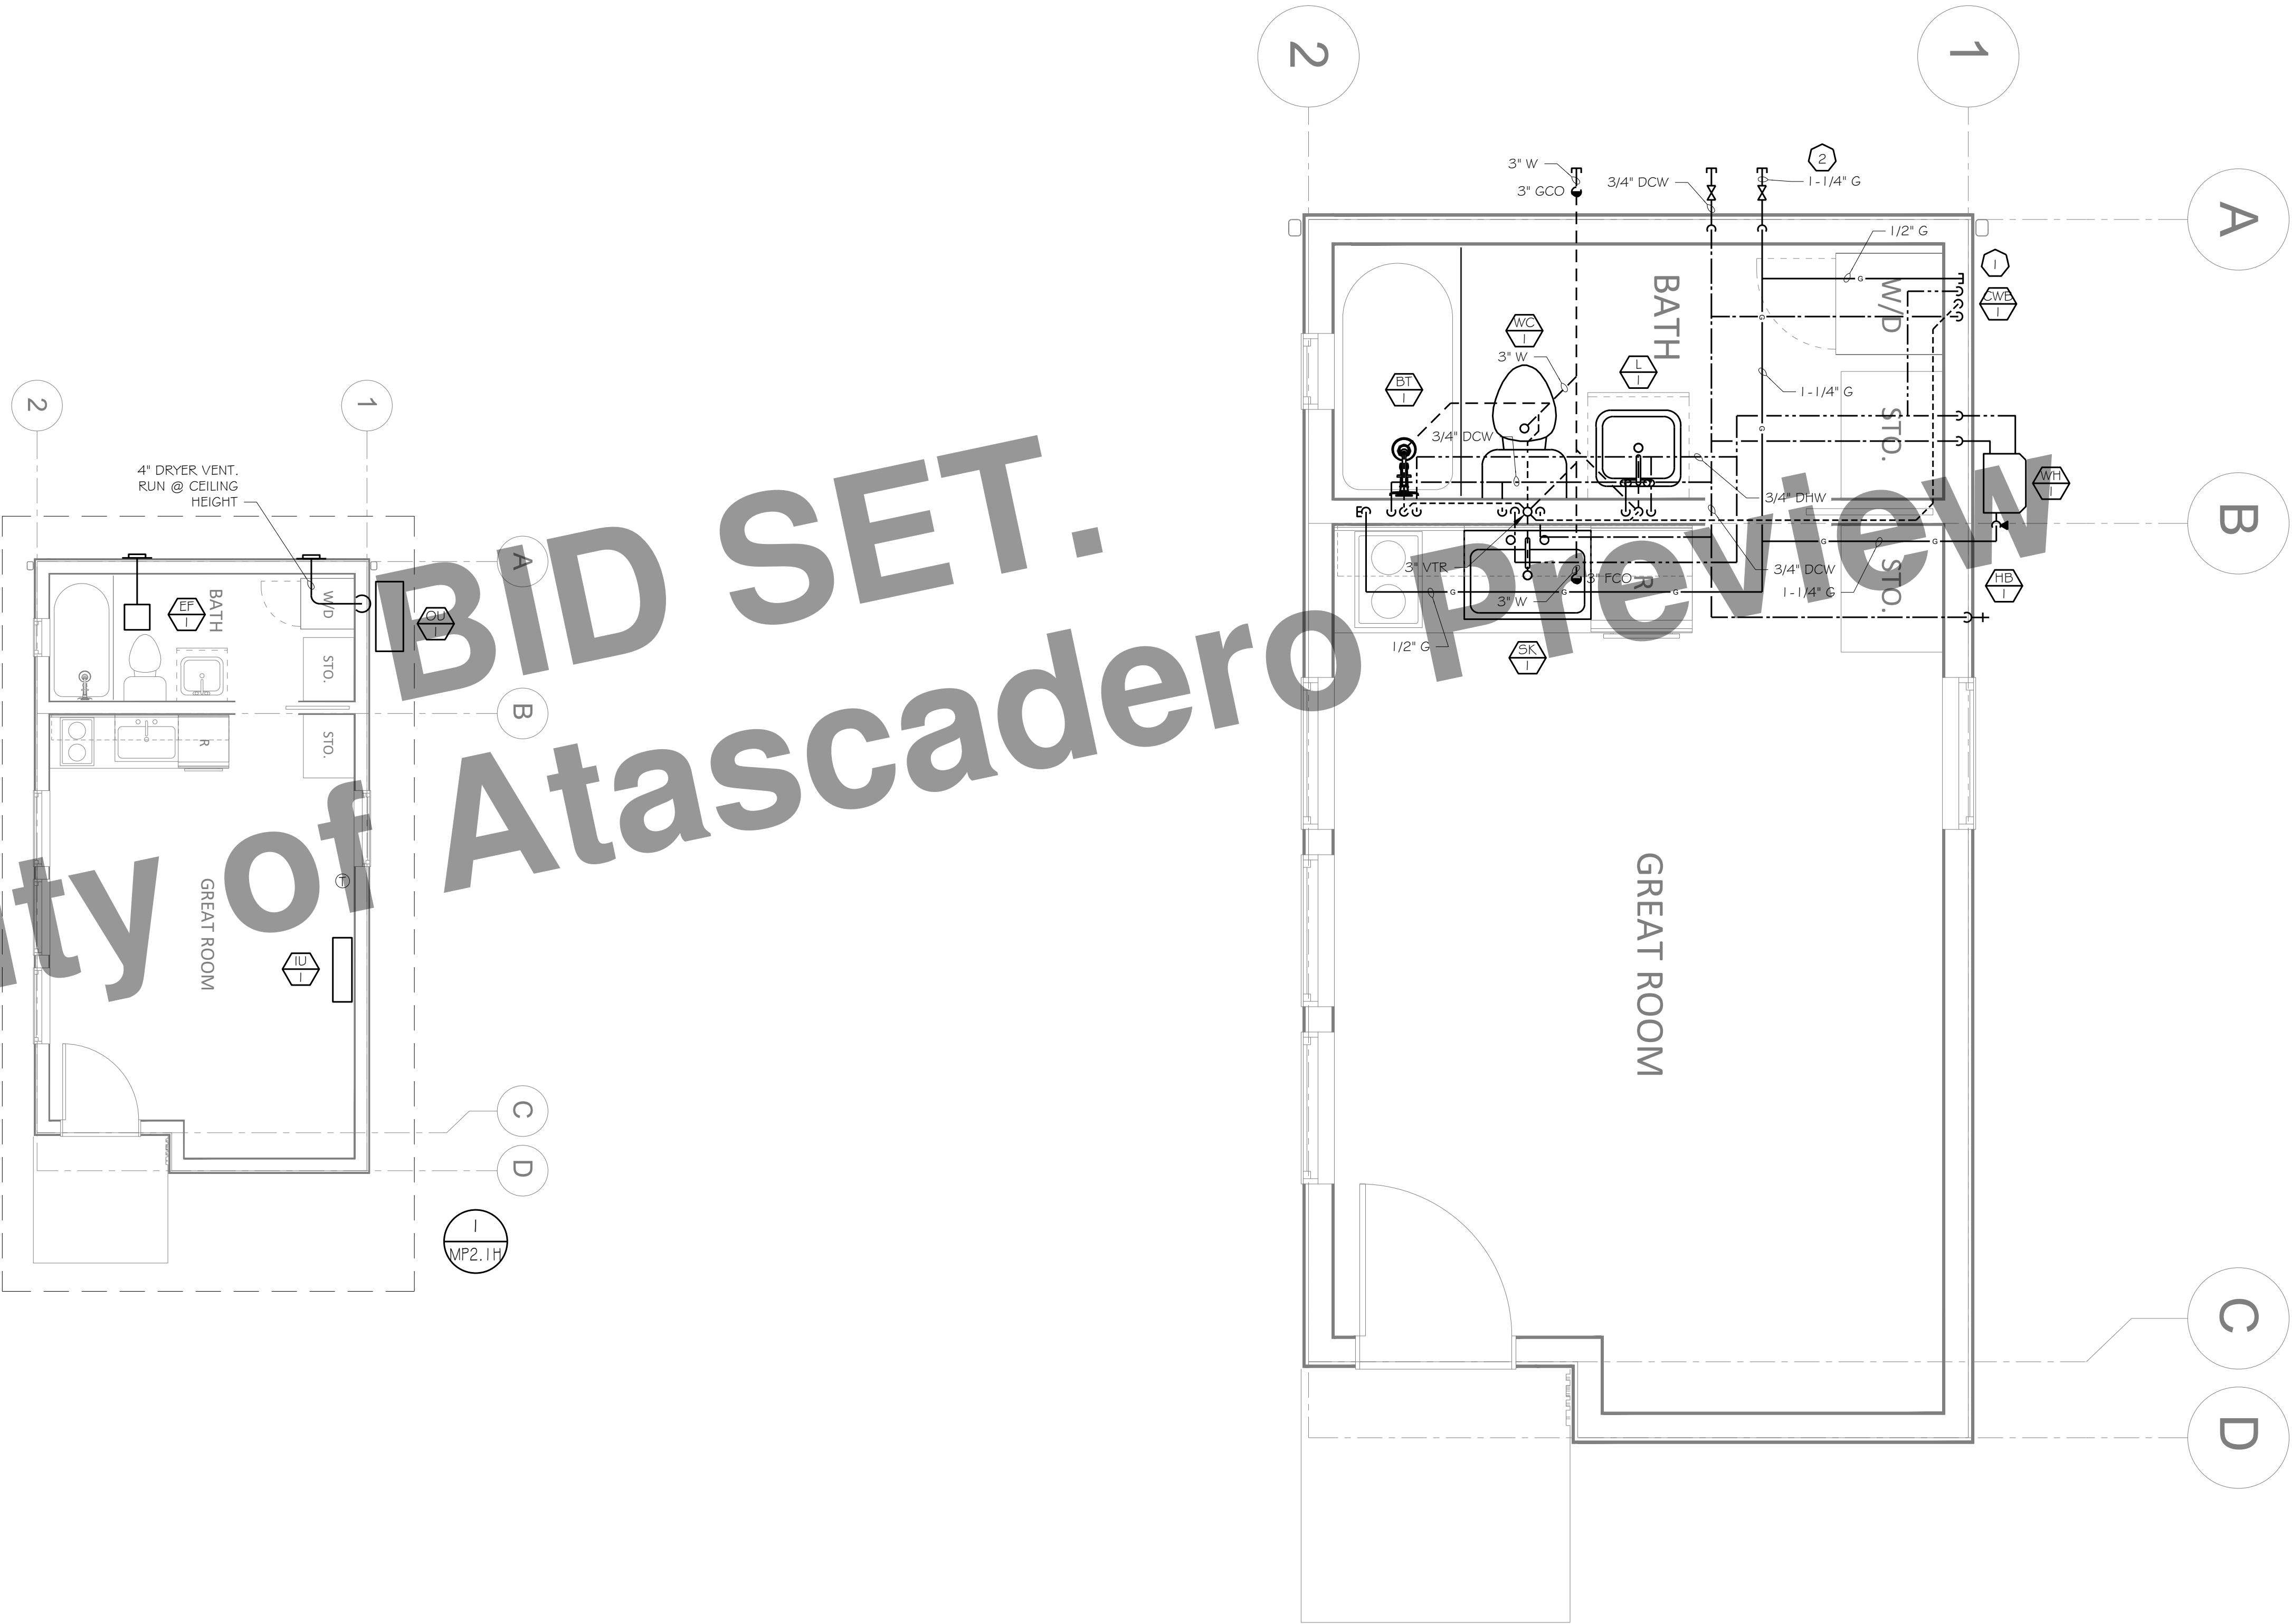 2
1
4" DRYER VENT.
RUN @ CEILING
HEIGHT
A
EF
1
BATH
W/D
OU
1
STO.
B
STO.
R
T
GREAT ROOM
IU
1
C
D
1
MP2.1H
2
1
3" W
2
3/4" DCW
1-1/4" G
3" GCO
A
1/2" G
1
BATH
W/D
CWB
1
G
G
WC
1
3" W
L
1
BT
1
1-1/4" G
STO.
G
3/4" DCW
WH
1
3/4" DHW
B
G
G
3" VTR
3/4" DCW
3" FCO
R
STO.
HB
1
1-1/4" G
G
G
G
3" W
1/2" G
SK
1
GREAT ROOM
C
D
BID SET.
ity of Atascadero Preview